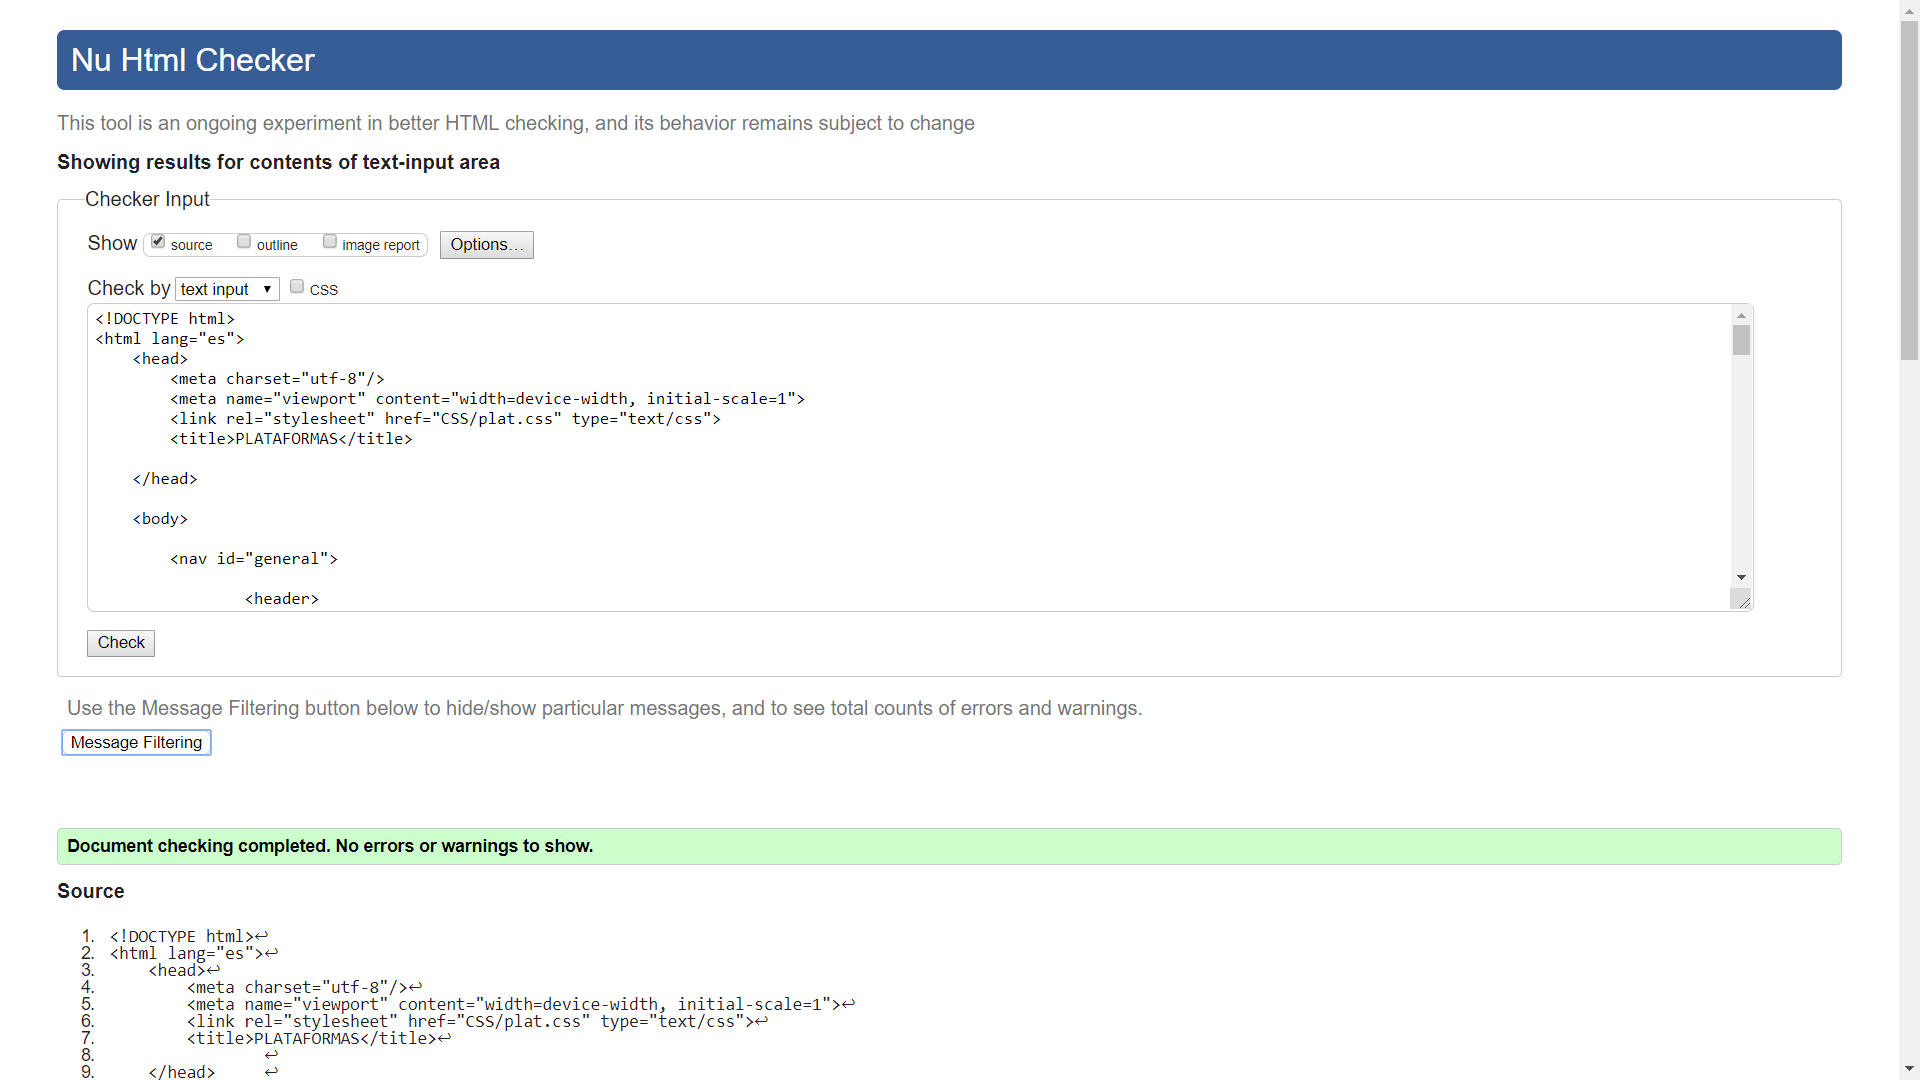 Nu Html Checker
This tool is an ongoing experiment in better HTML checking, and its behavior remains subject to change
Showing results for contents of text-input area
Checker Input
Show source outline image report Options…
Check by text input CSS
<!DOCTYPE html>
<html lang="es">
<head>
<meta charset="utf-8"/>
<meta name="viewport" content="width=device-width, initial-scale=1">
<link rel="stylesheet" href="CSS/plat.css" type="text/css">
<title>PLATAFORMAS</title>
</head>
<body>
<nav id="general">
<header>
Check
Use the Message Filtering button below to hide/show particular messages, and to see total counts of errors and warnings.
Message Filtering
Document checking completed. No errors or warnings to show.
Source
1. <!DOCTYPE html>↩
2. <html lang="es">↩
3. <head>↩
4. <meta charset="utf-8"/>↩
5. <meta name="viewport" content="width=device-width, initial-scale=1">↩
6. <link rel="stylesheet" href="CSS/plat.css" type="text/css">↩
7. <title>PLATAFORMAS</title>↩
8. ↩
9. </head> ↩